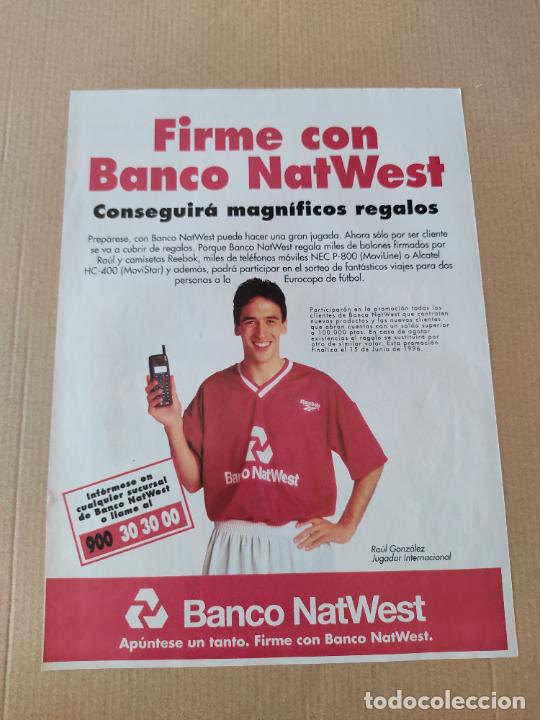 Firme con
Banco NatWest
Conseguirá magníficos regalos
Prepárese, con Banco NatWest puede hacer una gran jugada. Ahora sólo por ser cliente
se va a cubrir de regalos. Porque Banco NatWest regala miles de balones firmados por
Raúl y camisetas Reebok, miles de teléfonos móviles NEC P-800 (MoviLine) o Alcatel
HC-400 (MoviStar) y además, podrá participar en el sorteo de fantásticos viajes para dos
personas a la Eurocopa de fútbol.
Participarán en la promoción todos los
clientes de Banco NatWest que contraten
nuevos productos y los nuevos clientes
que abran cuentas con un saldo superior
a 100.000 ptas. En caso de agotar
existencias el regalo se sustituirá por
otro de similar valor. Esta promoción
finaliza el 15 de Junio de 1996.
Reebok
Banco NatWest
Infórmese en
cualquier sucursal
de Banco NatWest
o llame al
900 30 30 00
Raúl González
Jugador Internacional
Banco NatWest
Apúntese un tanto. Firme con Banco NatWest.
todocoleccion